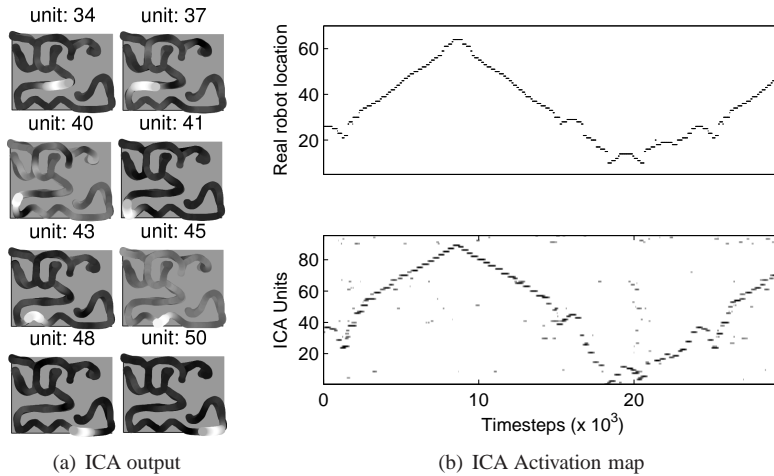 unit: 34 unit: 37
unit: 40 unit: 41
unit: 43 unit: 45
unit: 48 unit: 50
(a) ICA output
Real robot location
60
40
20
ICA Units
80
60
40
20
0 10 20
Timesteps (x 10³)
(b) ICA Activation map